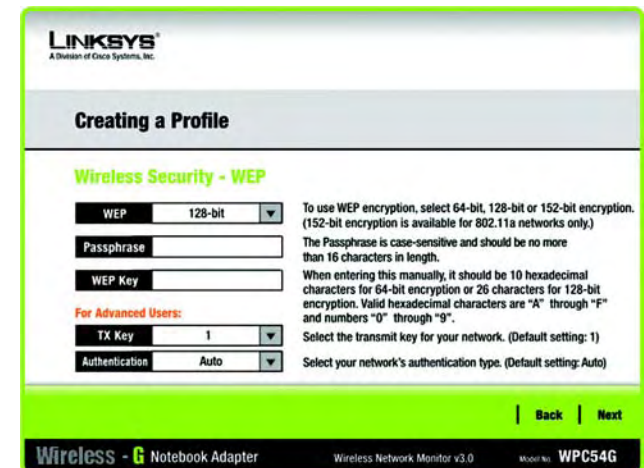 LINKSYS®
A Division of Cisco Systems, Inc.
Creating a Profile
Wireless Security - WEP
WEP 128-bit
To use WEP encryption, select 64-bit, 128-bit or 152-bit encryption.
(152-bit encryption is available for 802.11a networks only.)
Passphrase
The Passphrase is case-sensitive and should be no more
than 16 characters in length.
WEP Key
When entering this manually, it should be 10 hexadecimal
characters for 64-bit encryption or 26 characters for 128-bit
encryption. Valid hexadecimal characters are “A” through “F”
and numbers “0” through “9”.
For Advanced Users:
TX Key 1
Select the transmit key for your network. (Default setting: 1)
Authentication Auto
Select your network’s authentication type. (Default setting: Auto)
Back | Next
Wireless - G Notebook Adapter Wireless Network Monitor v3.0 Model No. WPC54G